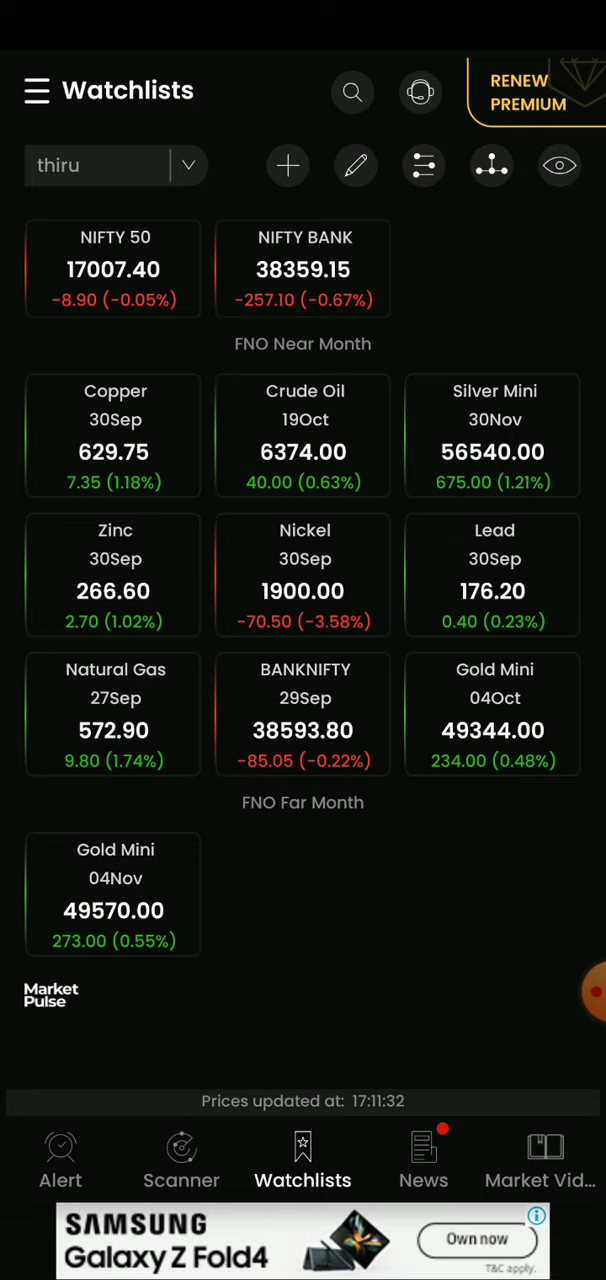 Watchlists
RENEW
PREMIUM
thiru
NIFTY 50
17007.40
-8.90 (-0.05%)
NIFTY BANK
38359.15
-257.10 (-0.67%)
FNO Near Month
Copper
30Sep
629.75
7.35 (1.18%)
Crude Oil
19Oct
6374.00
40.00 (0.63%)
Silver Mini
30Nov
56540.00
675.00 (1.21%)
Zinc
30Sep
266.60
2.70 (1.02%)
Nickel
30Sep
1900.00
-70.50 (-3.58%)
Lead
30Sep
176.20
0.40 (0.23%)
Natural Gas
27Sep
572.90
9.80 (1.74%)
BANKNIFTY
29Sep
38593.80
-85.05 (-0.22%)
Gold Mini
04Oct
49344.00
234.00 (0.48%)
FNO Far Month
Gold Mini
04Nov
49570.00
273.00 (0.55%)
Market
Pulse
Prices updated at: 17:11:32
Alert
Scanner
Watchlists
News
Market Vid...
SAMSUNG
Galaxy Z Fold4
Own now
T&C apply.